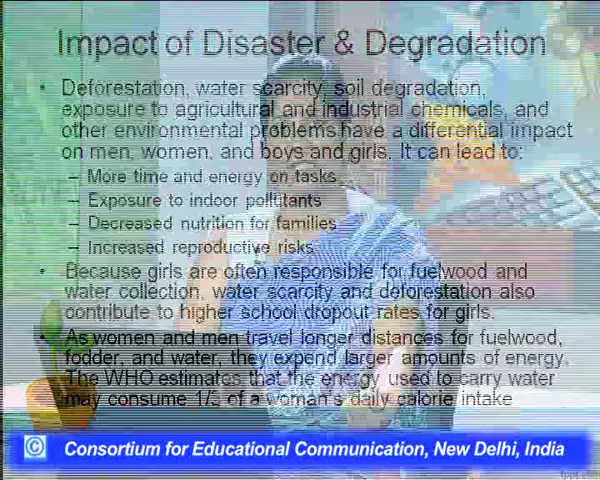 Impact of Disaster & Degradation
• Deforestation, water scarcity, soil degradation,
exposure to agricultural and industrial chemicals, and
other environmental problems have a differential impact
on men, women, and boys and girls. It can lead to:
– More time and energy on tasks
– Exposure to indoor pollutants
– Decreased nutrition for families
– Increased reproductive risks
• Because girls are often responsible for fuelwood and
water collection, water scarcity and deforestation also
contribute to higher school dropout rates for girls.
• As women and men travel longer distances for fuelwood,
fodder, and water, they expend larger amounts of energy.
The WHO estimates that the energy used to carry water
may consume of a woman's daily calorie intake
© Consortium for Educational Communication, New Delhi, India